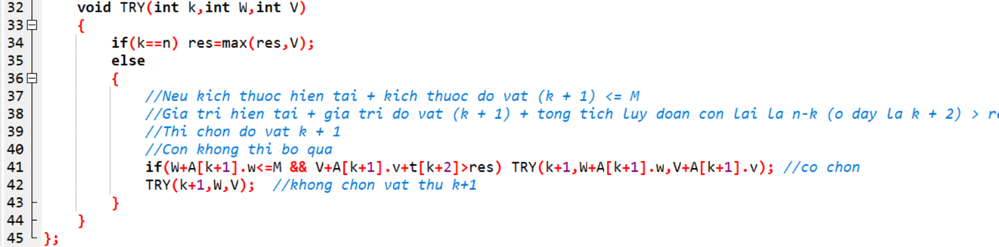 32 void TRY(int k,int W,int V)
33 {
34 if(k==n) res=max(res,V);
35 else
36 {
37 //Neu kich thuoc hien tai + kich thuoc do vat (k + 1) <= M
38 //Gia tri hien tai + gia tri do vat (k + 1) + tong tich luy doan con lai la n-k (o day la k + 2) >
39 //Thi chon do vat k + 1
40 //Con khong thi bo qua
41 if(W+A[k+1].w<=M && V+A[k+1].v+t[k+2]>res) TRY(k+1,W+A[k+1].w,V+A[k+1].v); //co chon
42 TRY(k+1,W,V); //khong chon vat thu k+1
43 }
44 }
45 };